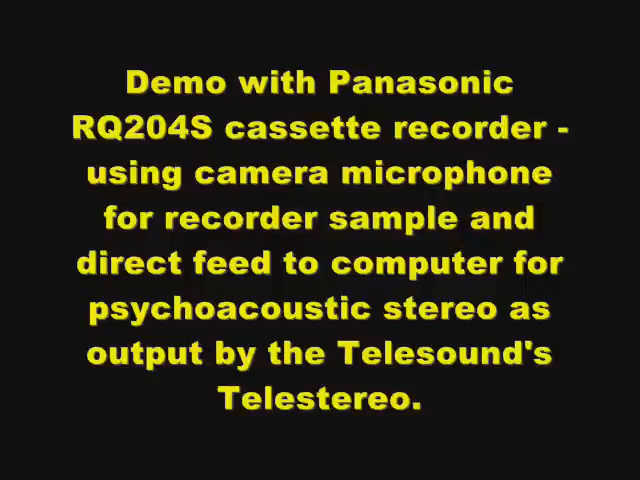 Demo with Panasonic
RQ204S cassette recorder -
using camera microphone
for recorder sample and
direct feed to computer for
psychoacoustic stereo as
output by the Telesound's
Telestereo.